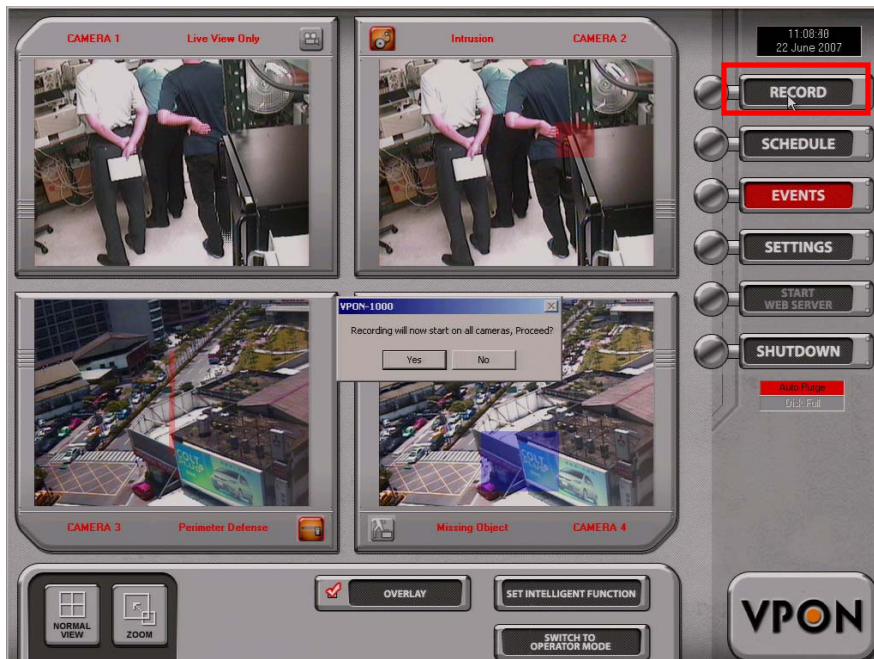 CAMERA 1
Live View Only
Intrusion
CAMERA 2
11:08:40
22 June 2007
RECORD
SCHEDULE
EVENTS
SETTINGS
START
WEB SERVER
SHUTDOWN
Auto Purge
Disk Full
VPON-1000
Recording will now start on all cameras, Proceed?
Yes
No
COLT
COLT
CAMERA 3
Perimeter Defense
Missing Object
CAMERA 4
NORMAL
VIEW
ZOOM
OVERLAY
SET INTELLIGENT FUNCTION
SWITCH TO
OPERATOR MODE
VPON